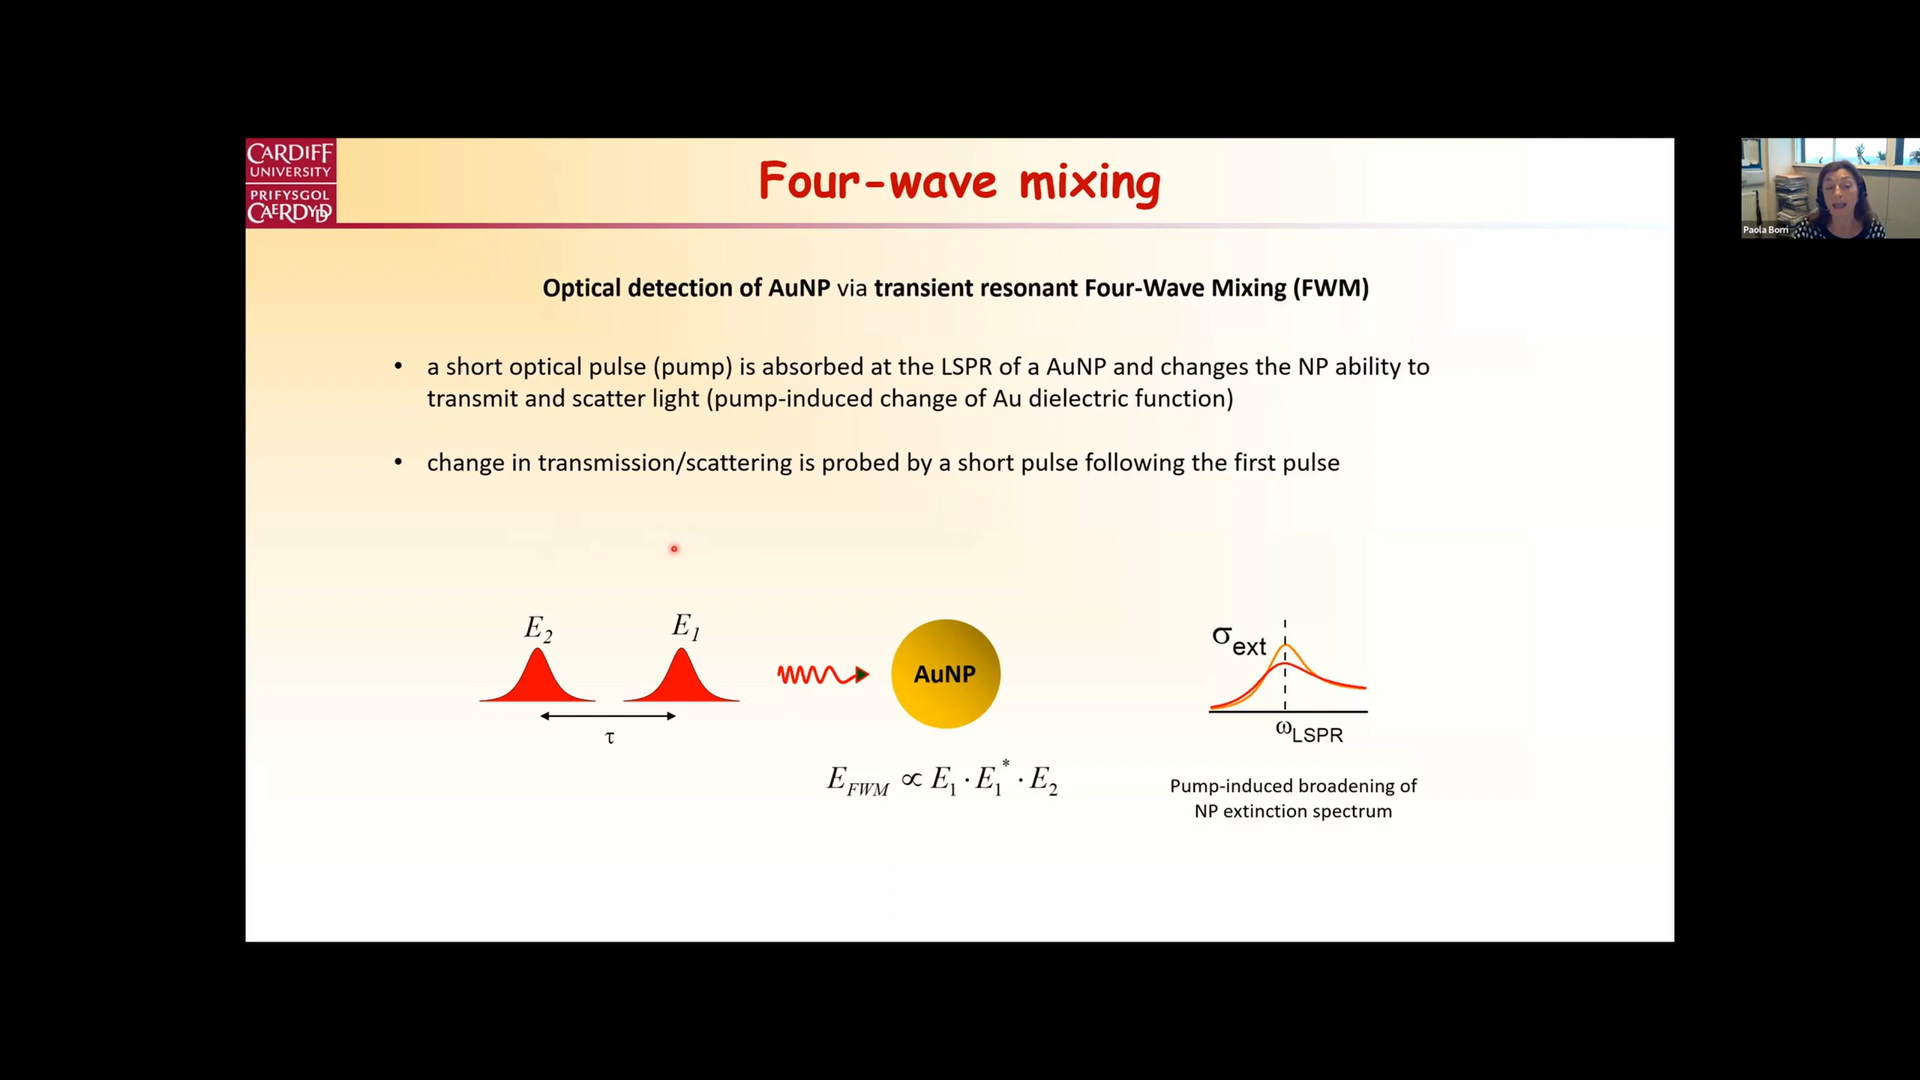 CARDIFF
UNIVERSITY
PRIFYSGOL
CAERDYDD
Four-wave mixing
Paola Borri
Optical detection of AuNP via transient resonant Four-Wave Mixing (FWM)
• a short optical pulse (pump) is absorbed at the LSPR of a AuNP and changes the NP ability to
transmit and scatter light (pump-induced change of Au dielectric function)
• change in transmission/scattering is probed by a short pulse following the first pulse
E2
E1
τ
AuNP
EFWM ∝ E1 · E1* · E2
σext
ωLSPR
Pump-induced broadening of
NP extinction spectrum